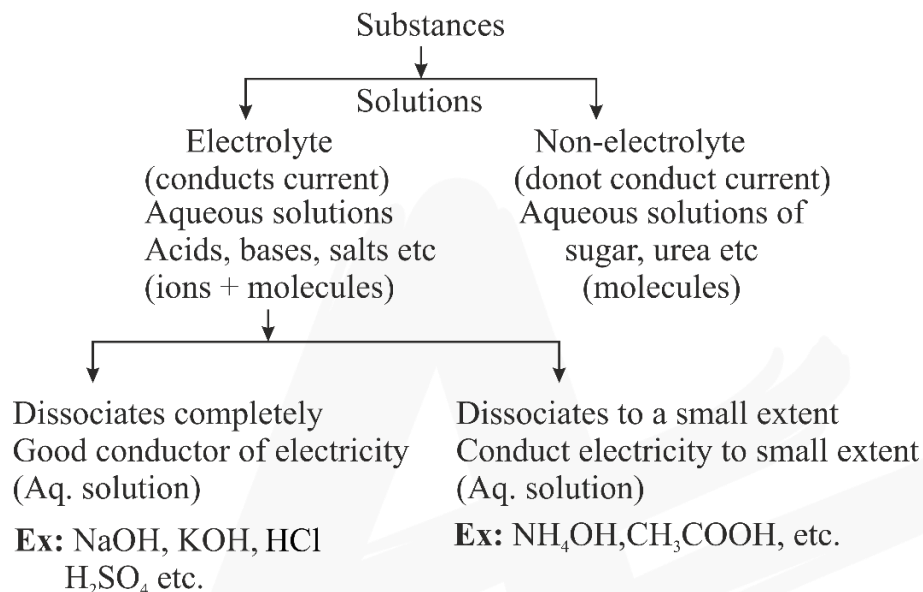 Substances
Solutions
Electrolyte
(conducts current)
Aqueous solutions
Acids, bases, salts etc
(ions + molecules)
Non-electrolyte
(donot conduct current)
Aqueous solutions of
sugar, urea etc
(molecules)
Dissociates completely
Good conductor of electricity
(Aq. solution)
Ex: NaOH, KOH, HCl
H₂SO₄ etc.
Dissociates to a small extent
Conduct electricity to small extent
(Aq. solution)
Ex: NH₄OH,CH₃COOH, etc.